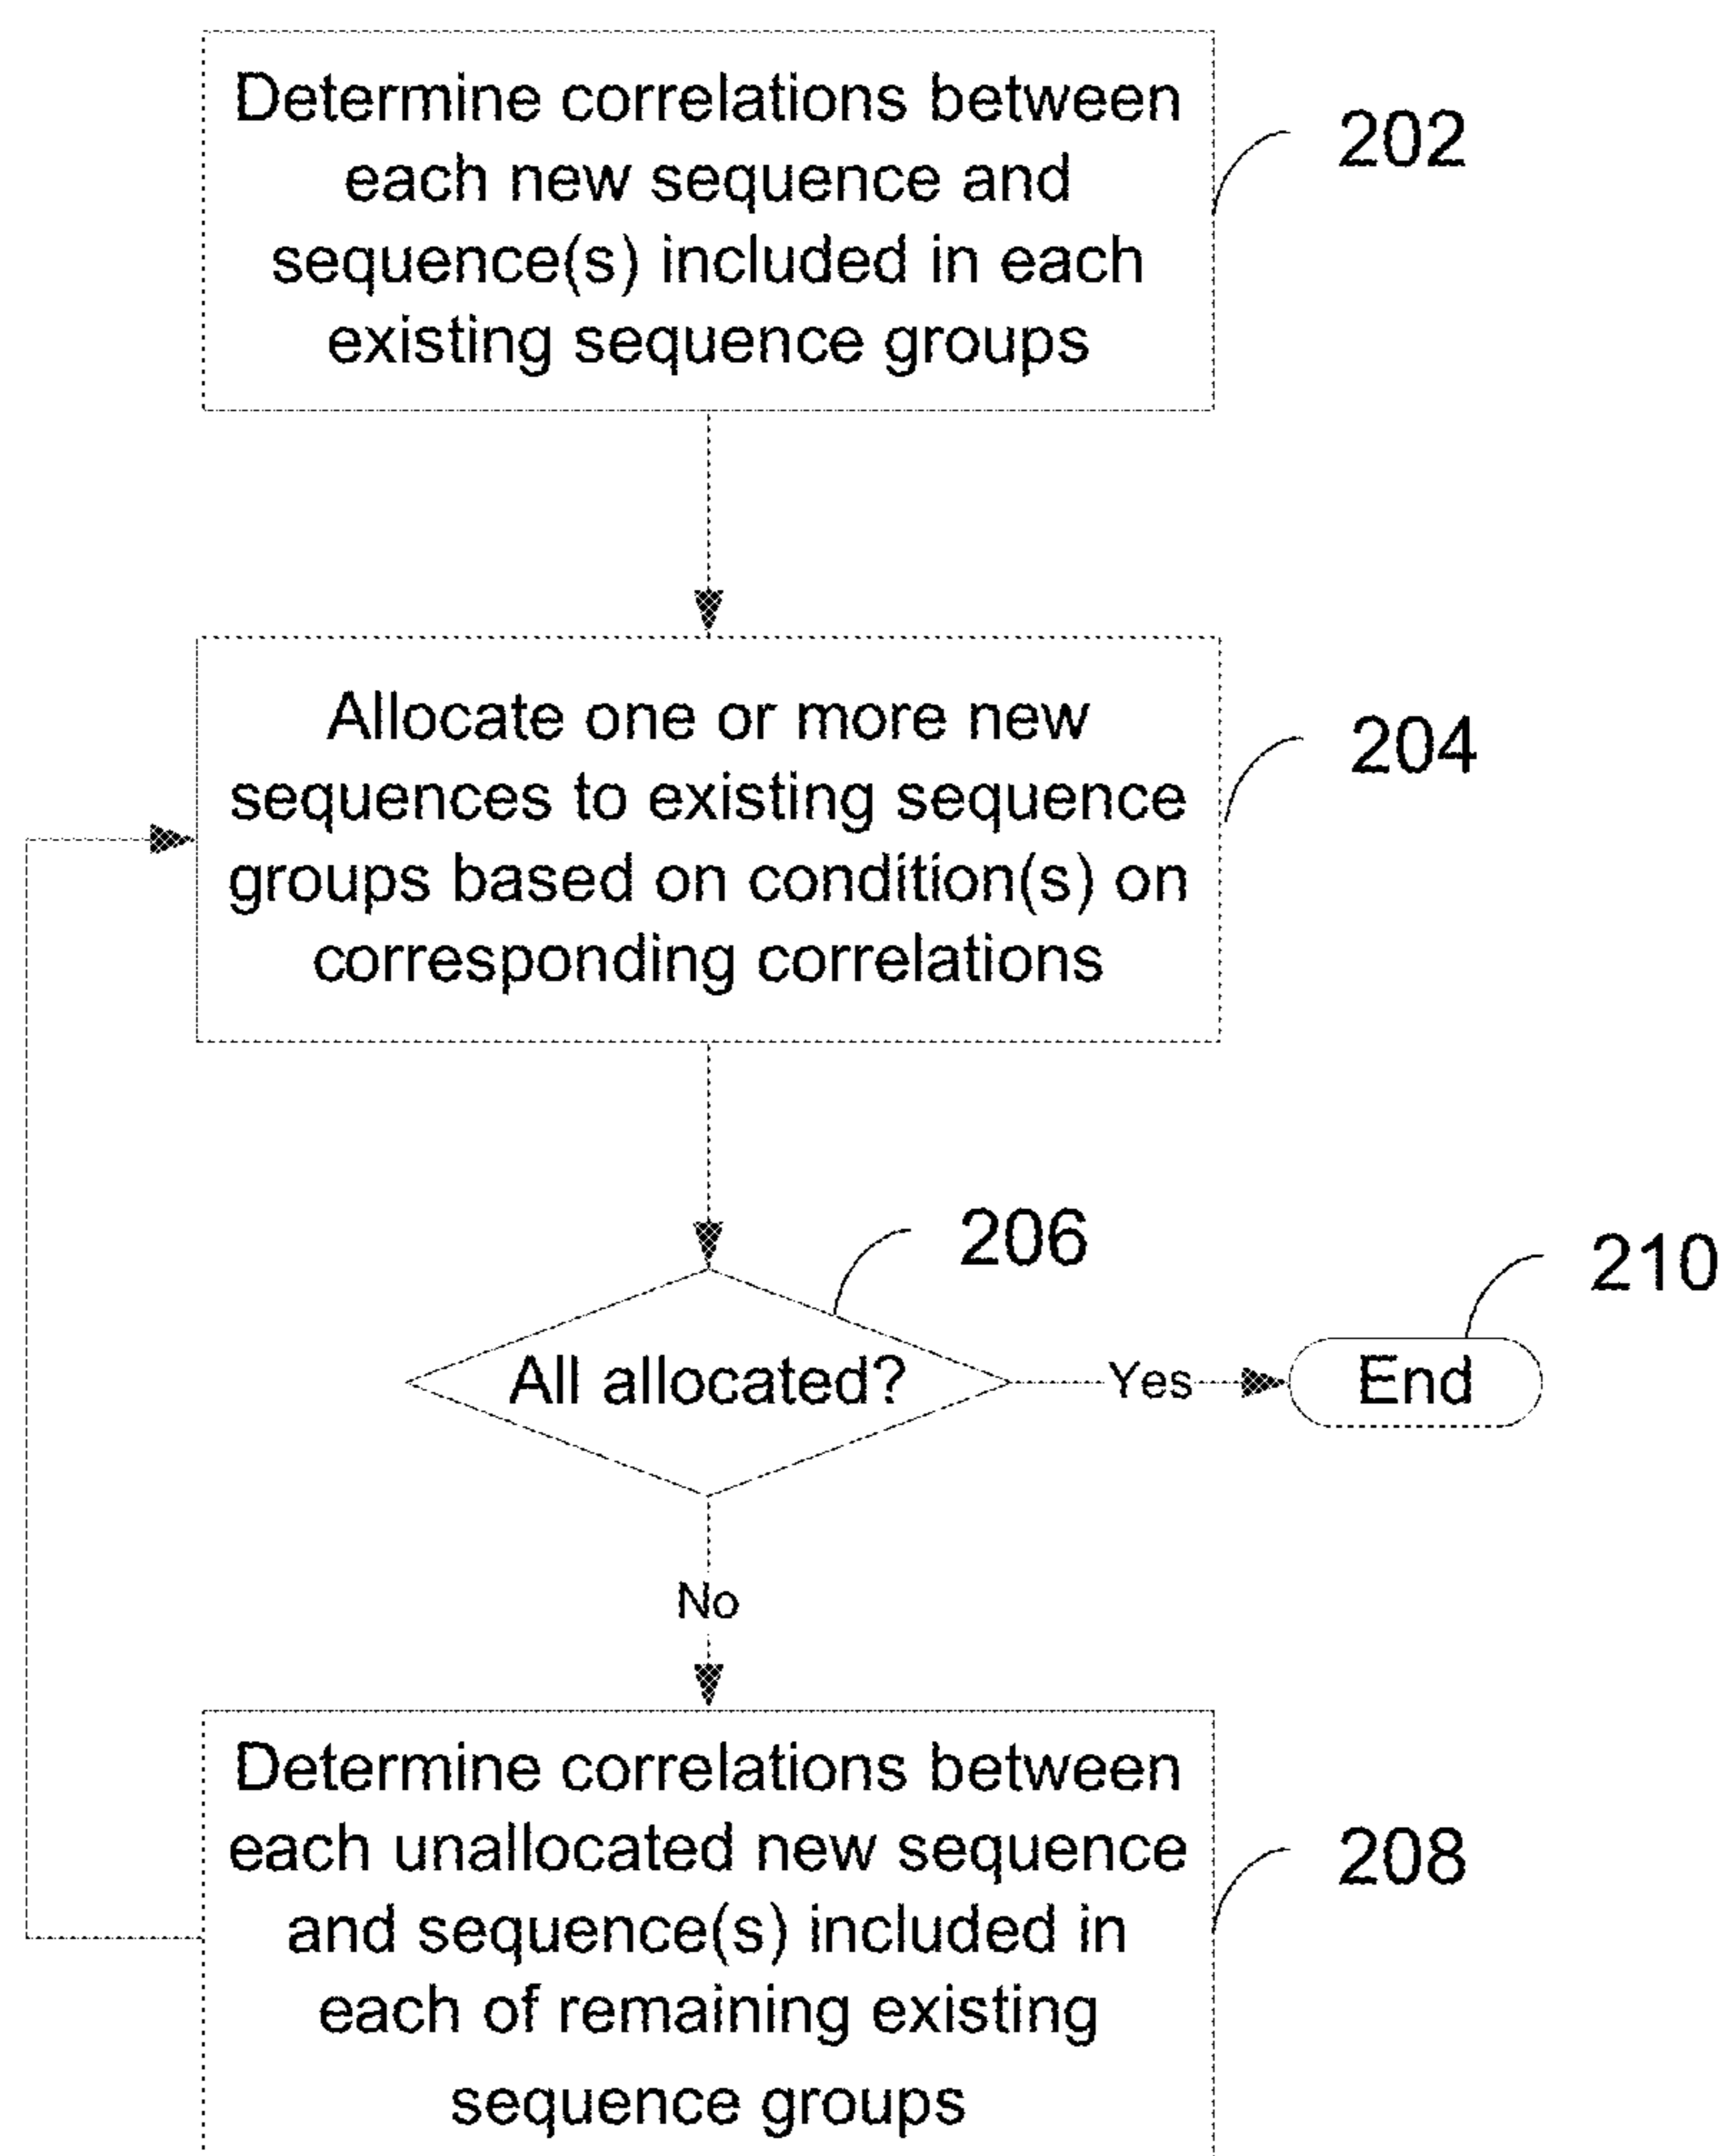 Determine correlations between
each new sequence and
sequence(s) included in each
existing sequence groups
202
Allocate one or more new
sequences to existing sequence
groups based on condition(s) on
corresponding correlations
204
206
All allocated?
Yes
210
End
No
Determine correlations between
each unallocated new sequence
and sequence(s) included in
each of remaining existing
sequence groups
208